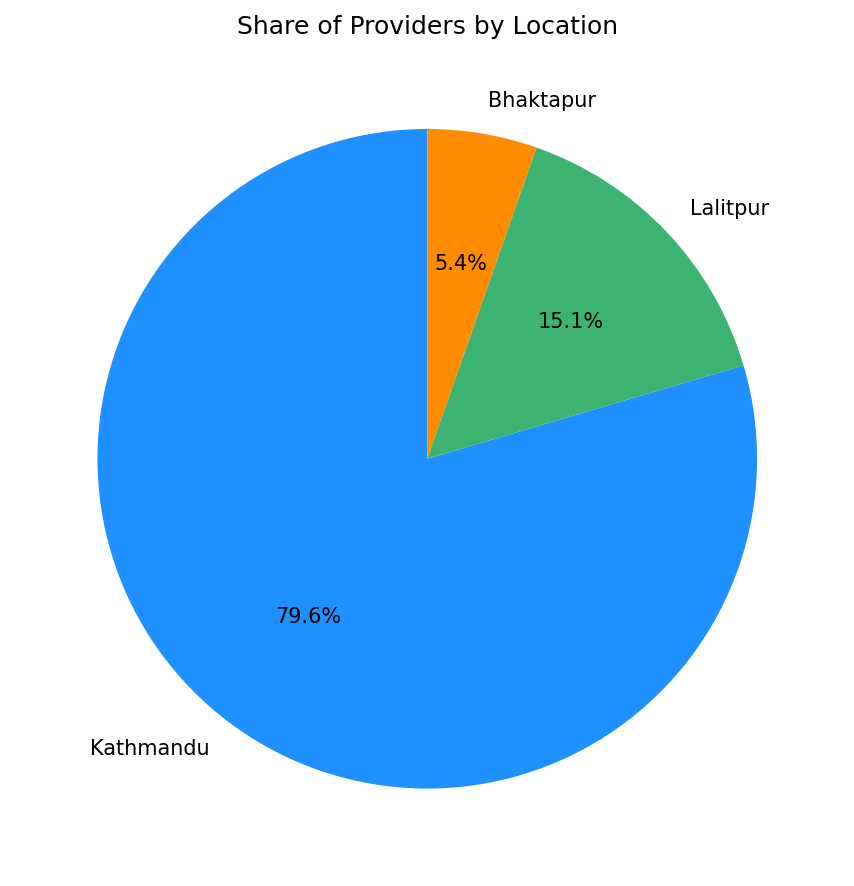 Share of Providers by Location
Bhaktapur
Lalitpur
5.4%
15.1%
79.6%
Kathmandu